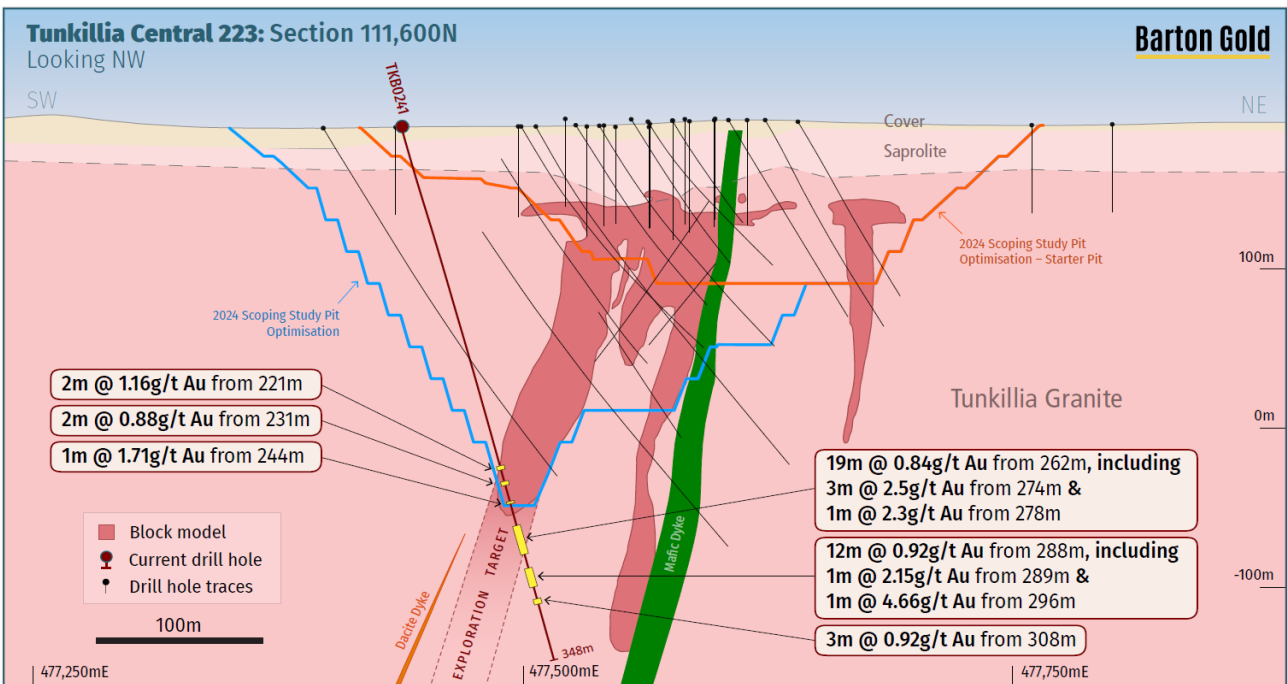 Tunkillia Central 223: Section 111,600N
Looking NW
Barton Gold
SW
NE
TKB0241
Cover
Saprolite
2024 Scoping Study Pit
Optimisation – Starter Pit
100m
2024 Scoping Study Pit
Optimisation
2m @ 1.16g/t Au from 221m
2m @ 0.88g/t Au from 231m
1m @ 1.71g/t Au from 244m
Tunkillia Granite
0m
19m @ 0.84g/t Au from 262m, including
3m @ 2.5g/t Au from 274m &
1m @ 2.3g/t Au from 278m
12m @ 0.92g/t Au from 288m, including
1m @ 2.15g/t Au from 289m &
1m @ 4.66g/t Au from 296m
3m @ 0.92g/t Au from 308m
-100m
Block model
Current drill hole
Drill hole traces
100m
Dacite Dyke
EXPLORATION TARGET
Mafic Dyke
348m
477,250mE
477,500mE
477,750mE